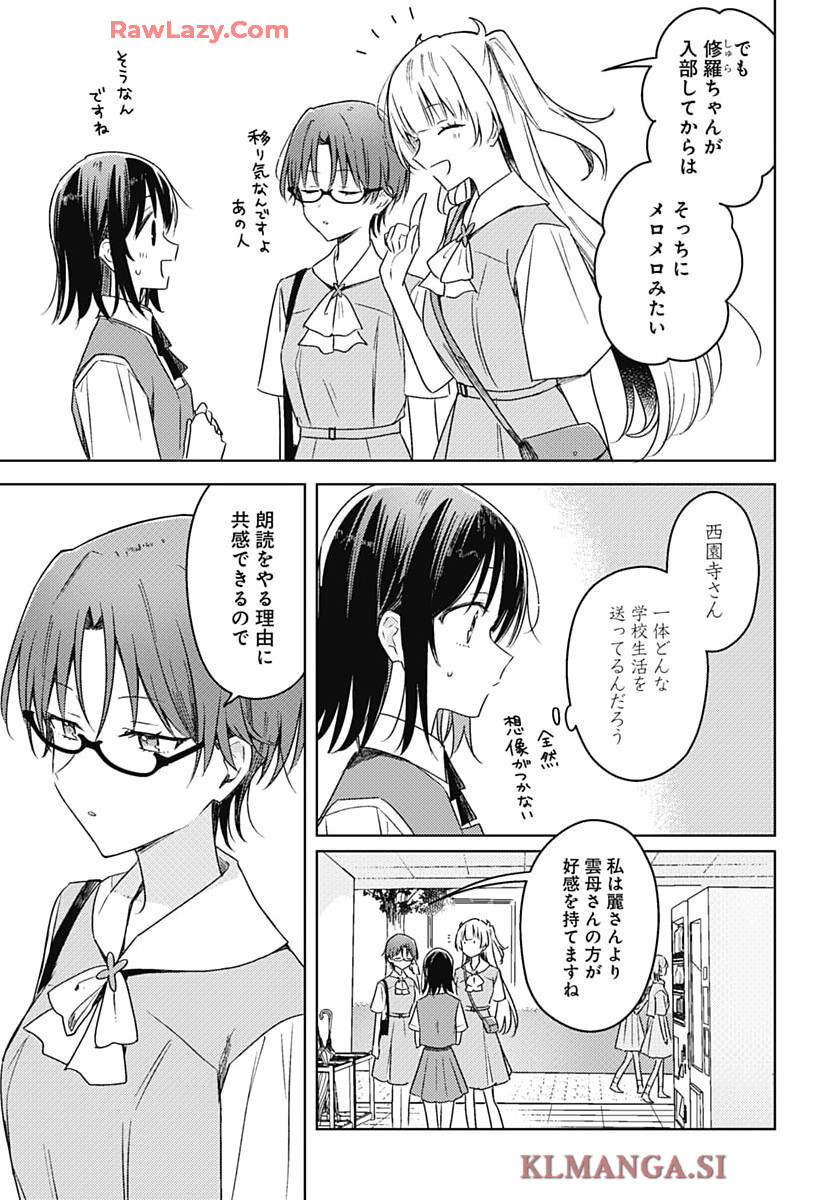 RawLazy.Com
でも
修羅ちゃんが
しゅら
入部してからは
そっちに
メロメロみたい
移り気なんですよ
あの人
そうなん
ですね
西園寺さん
一体どんな
学校生活を
送ってるんだろう
全然
想像がつかない
私は麗さんより
雲母さんの方が
好感を持てますね
朗読をやる理由に
共感できるので
KLMANGA.SI